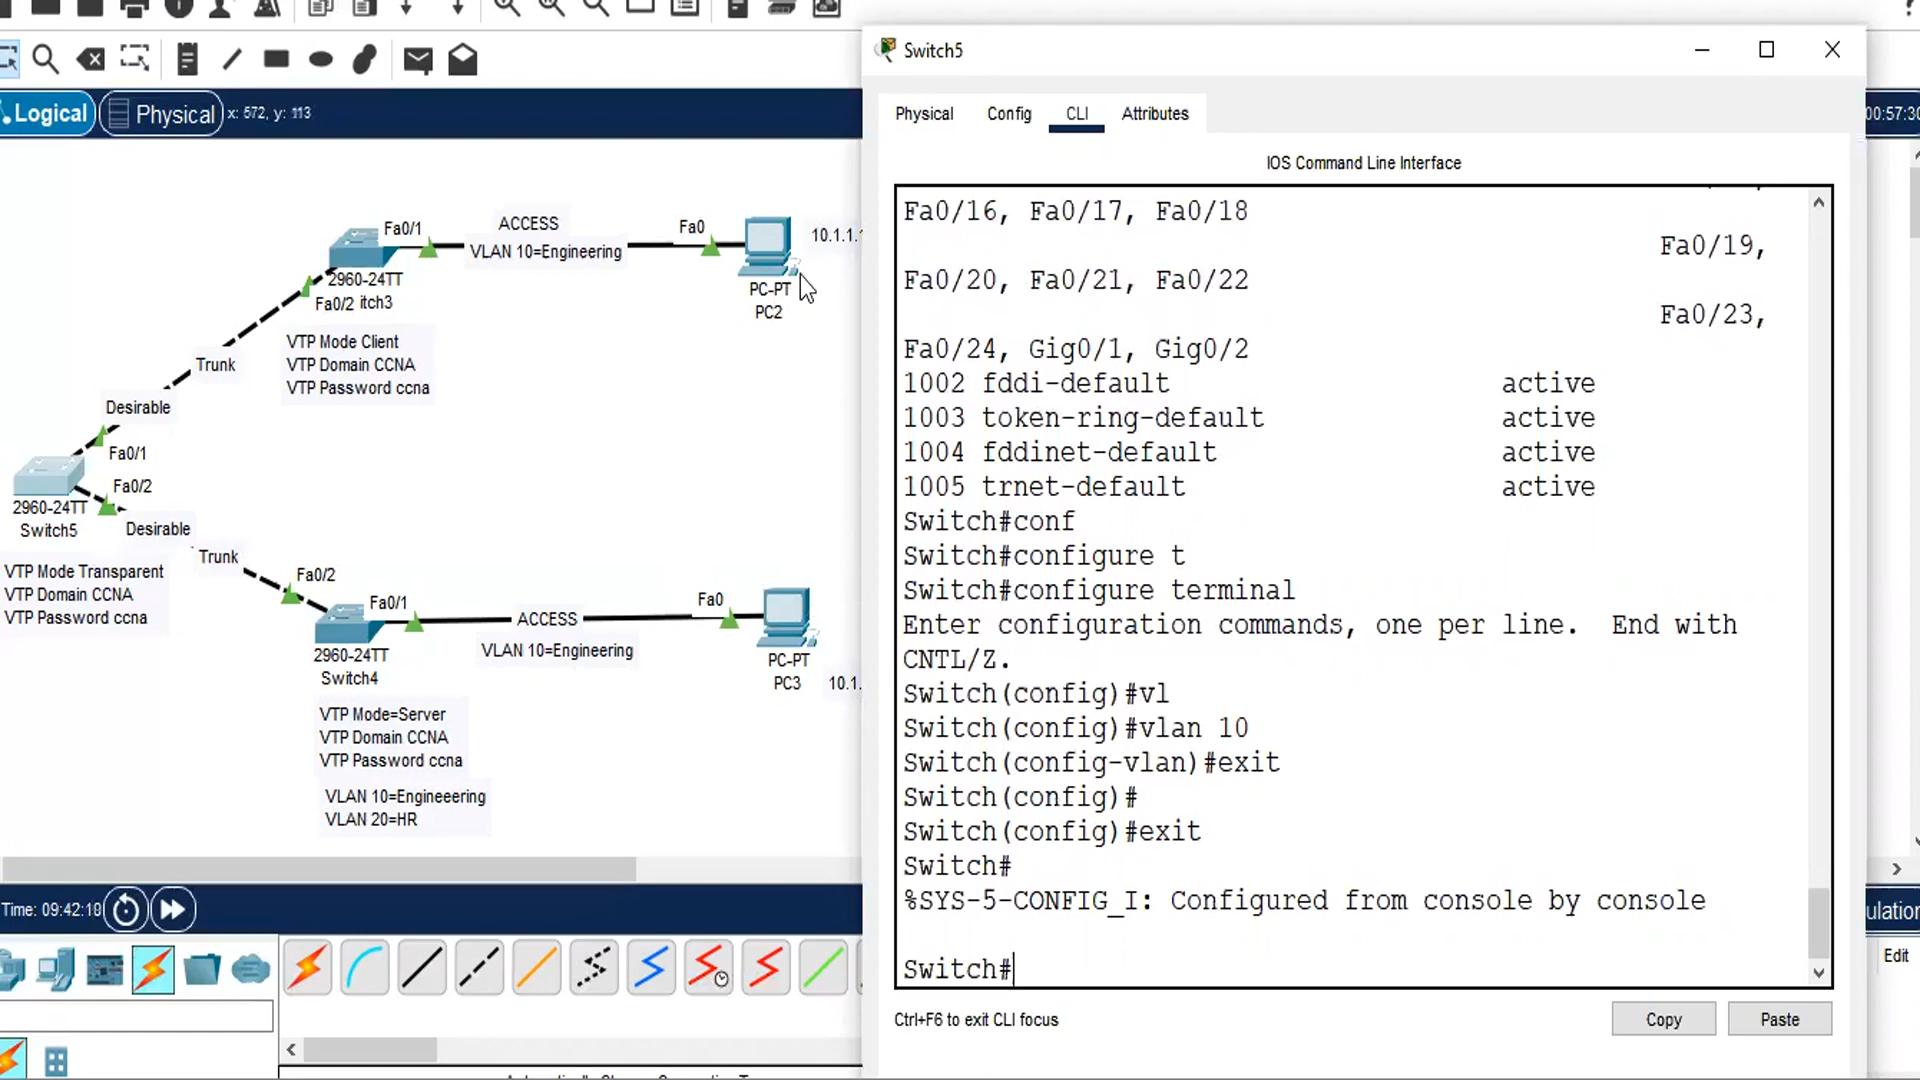 Logical
Physical
x: 572, y: 113
Fa0/1
ACCESS
VLAN 10=Engineering
Fa0
10.1.1.
2960-24TT
Fa0/2
itch3
PC-PT
PC2
VTP Mode Client
VTP Domain CCNA
VTP Password ccna
Trunk
Desirable
Fa0/1
Fa0/2
2960-24TT
Switch5
Desirable
Trunk
VTP Mode Transparent
VTP Domain CCNA
VTP Password ccna
Fa0/2
Fa0/1
ACCESS
VLAN 10=Engineering
Fa0
2960-24TT
Switch4
PC-PT
PC3
10.1.
VTP Mode=Server
VTP Domain CCNA
VTP Password ccna
VLAN 10=Engineeering
VLAN 20=HR
Time: 09:42:18
Switch5
Physical
Config
CLI
Attributes
IOS Command Line Interface
Fa0/16, Fa0/17, Fa0/18
Fa0/19,
Fa0/20, Fa0/21, Fa0/22
Fa0/23,
Fa0/24, Gig0/1, Gig0/2
1002 fddi-default active
1003 token-ring-default active
1004 fddinet-default active
1005 trnet-default active
Switch#conf
Switch#configure t
Switch#configure terminal
Enter configuration commands, one per line. End with
CNTL/Z.
Switch(config)#vl
Switch(config)#vlan 10
Switch(config-vlan)#exit
Switch(config)#
Switch(config)#exit
Switch#
%SYS-5-CONFIG_I: Configured from console by console
Switch#
Ctrl+F6 to exit CLI focus
Copy
Paste
00:57:30
ulation
Edit